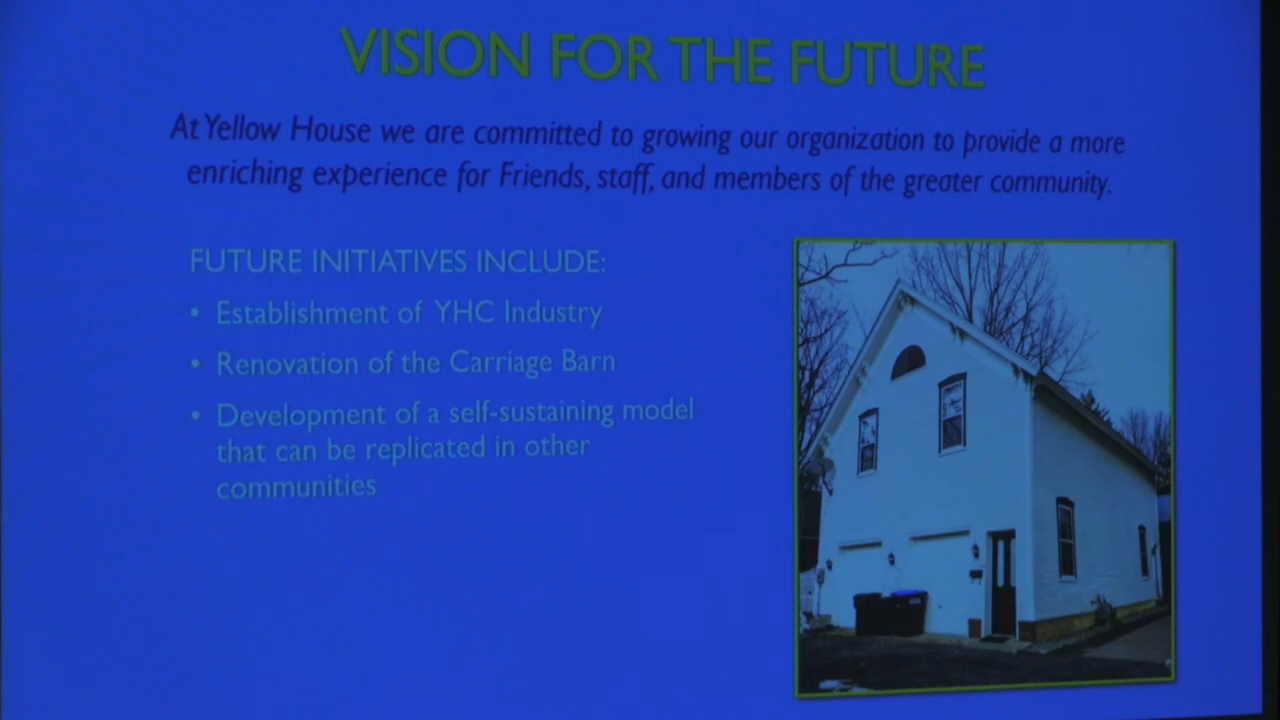 VISION FOR THE FUTURE
At Yellow House we are committed to growing our organization to provide a more
enriching experience for Friends, staff, and members of the greater community.
FUTURE INITIATIVES INCLUDE:
• Establishment of YHC Industry
• Renovation of the Carriage Barn
• Development of a self-sustaining model
that can be replicated in other
communities